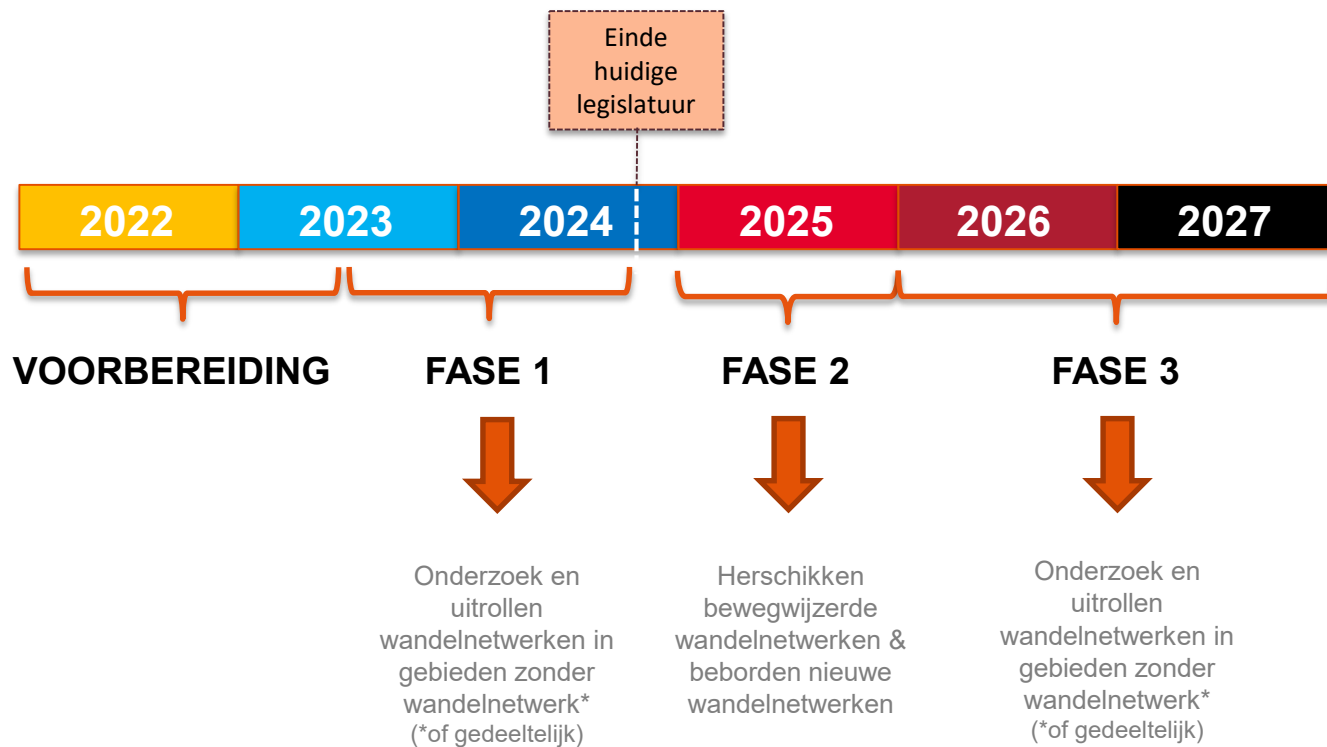 Einde
huidige
legislatuur
2022
2023
2024
2025
2026
2027
VOORBEREIDING
FASE 1
FASE 2
FASE 3
Onderzoek en
uitrollen
wandelnetwerken in
gebieden zonder
wandelnetwerk*
(*of gedeeltelijk)
Herschikken
bewegwijzerde
wandelnetwerken &
beborden nieuwe
wandelnetwerken
Onderzoek en
uitrollen
wandelnetwerken in
gebieden zonder
wandelnetwerk*
(*of gedeeltelijk)